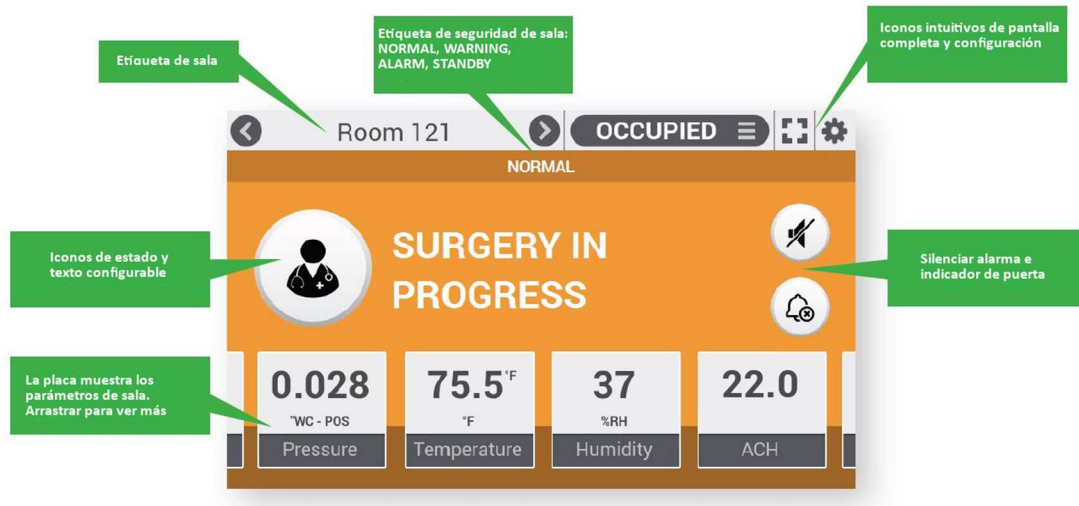 Iconos intuitivos de pantalla
completa y configuración
Etiqueta de seguridad de sala:
NORMAL, WARNING,
ALARM, STANDBY
Etiqueta de sala
Room 121
OCCUPIED
NORMAL
SURGERY IN
PROGRESS
Iconos de estado y
texto configurable
Silenciar alarma e
indicador de puerta
La placa muestra los
parámetros de sala.
Arrastrar para ver más
0.028
"WC - POS
Pressure
75.5°F
°F
Temperature
37
%RH
Humidity
22.0
ACH